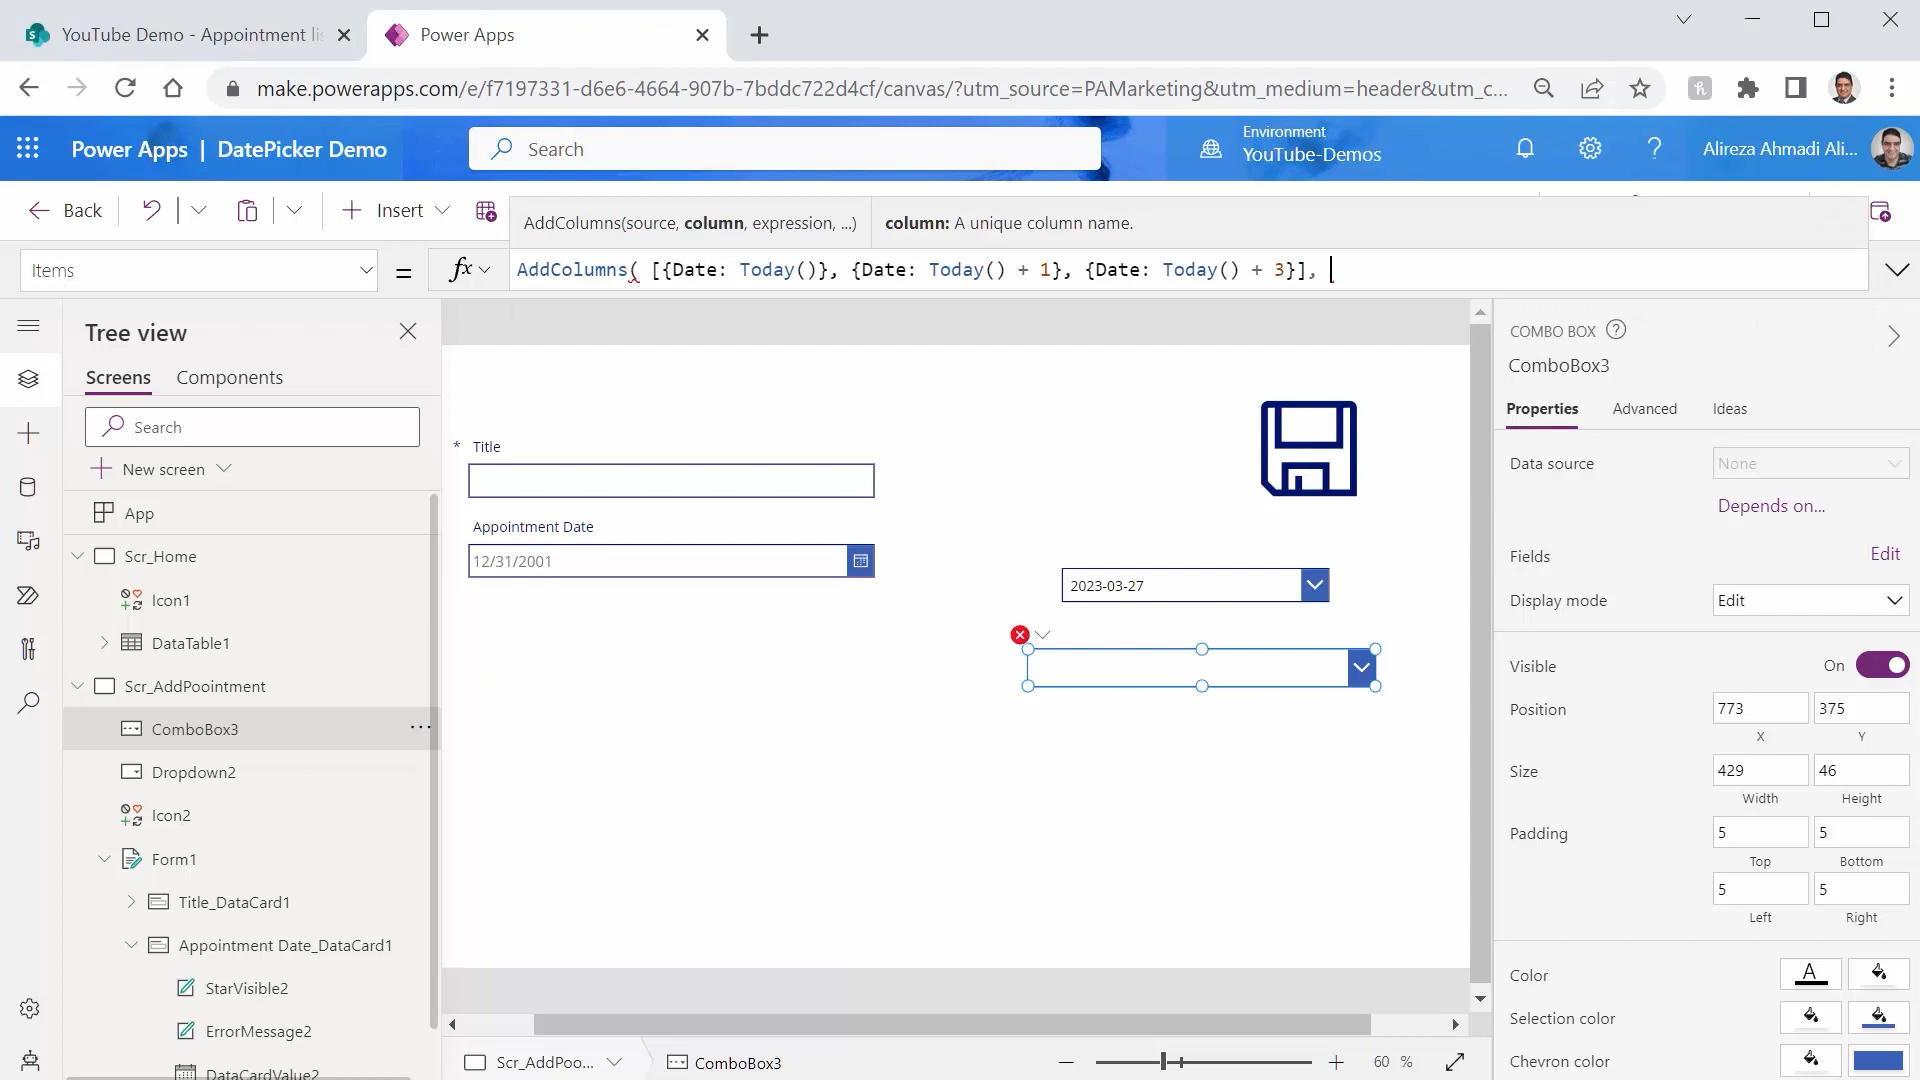 YouTube Demo - Appointment lis
Power Apps
make.powerapps.com/e/f7197331-d6e6-4664-907b-7bddc722d4cf/canvas/?utm_source=PAMarketing&utm_medium=header&utm_c...
Power Apps | DatePicker Demo
Search
Environment
YouTube-Demos
Alireza Ahmadi Ali...
Back
Insert
AddColumns(source, column, expression, ...)
column: A unique column name.
Items
=
fx
AddColumns( [{Date: Today()}, {Date: Today() + 1}, {Date: Today() + 3}],
Tree view
Screens
Components
Search
New screen
App
Scr_Home
Icon1
DataTable1
Scr_AddPoointment
ComboBox3
Dropdown2
Icon2
Form1
Title_DataCard1
Appointment Date_DataCard1
StarVisible2
ErrorMessage2
DataCardValue2
* Title
Appointment Date
12/31/2001
2023-03-27
Scr_AddPoo...
ComboBox3
60 %
COMBO BOX
ComboBox3
Properties
Advanced
Ideas
Data source
None
Depends on...
Fields
Edit
Display mode
Edit
Visible
On
Position
773
375
X
Y
Size
429
46
Width
Height
Padding
5
5
Top
Bottom
5
5
Left
Right
Color
A
Selection color
Chevron color